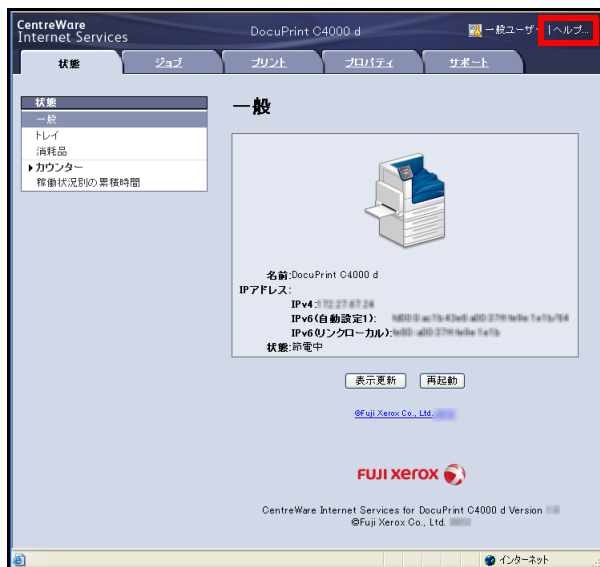 CentreWare
Internet Services
DocuPrint C4000 d
一般ユーザー
|ヘルプ...
状態
ジョブ
プリント
プロパティ
サポート
状態
一般
トレイ
消耗品
カウンター
稼働状況別の累積時間
一般
名前:DocuPrint C4000 d
IPアドレス:
IPv4:
IPv6(自動設定1):
IPv6(リンクローカル):
状態:節電中
表示更新
再起動
©Fuji Xerox Co., Ltd.
FUJI XEROX
CentreWare Internet Services for DocuPrint C4000 d Version
©Fuji Xerox Co., Ltd.
インターネット